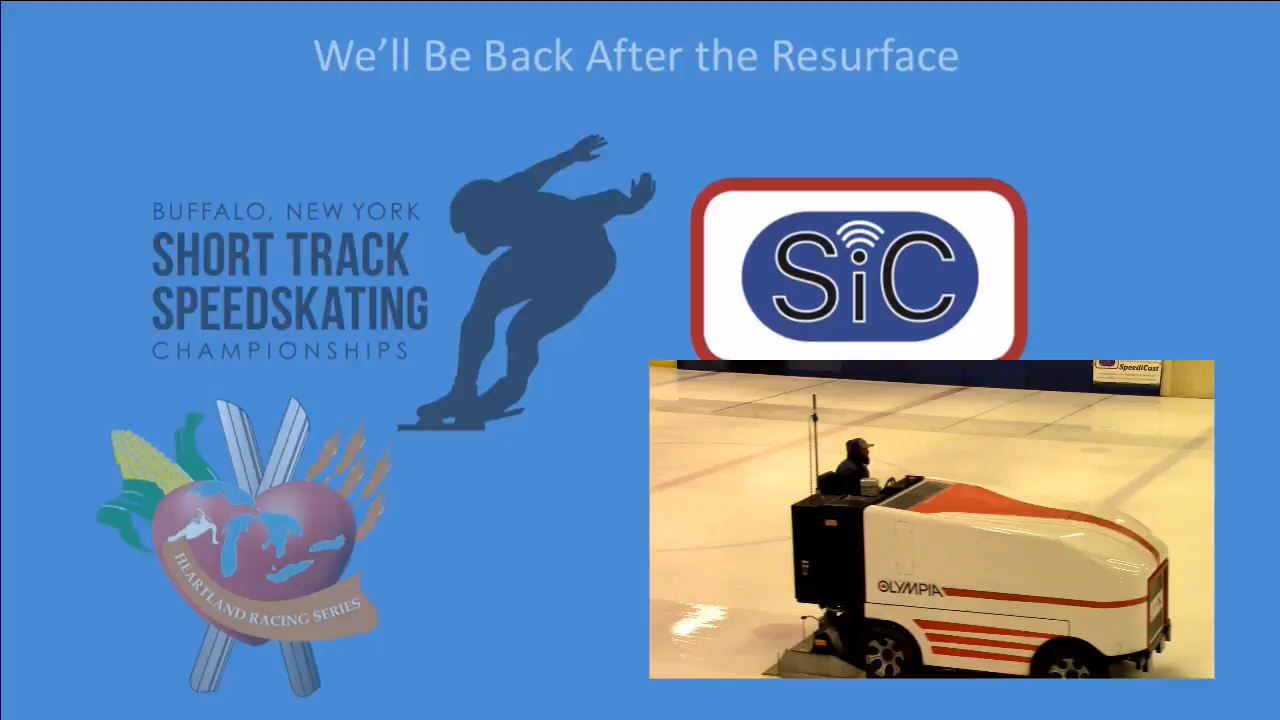 We'll Be Back After the Resurface
BUFFALO, NEW YORK
SHORT TRACK
SPEEDSKATING
CHAMPIONSHIPS
SiC
SpeediCast
HEARTLAND RACING SERIES
OLYMPIA